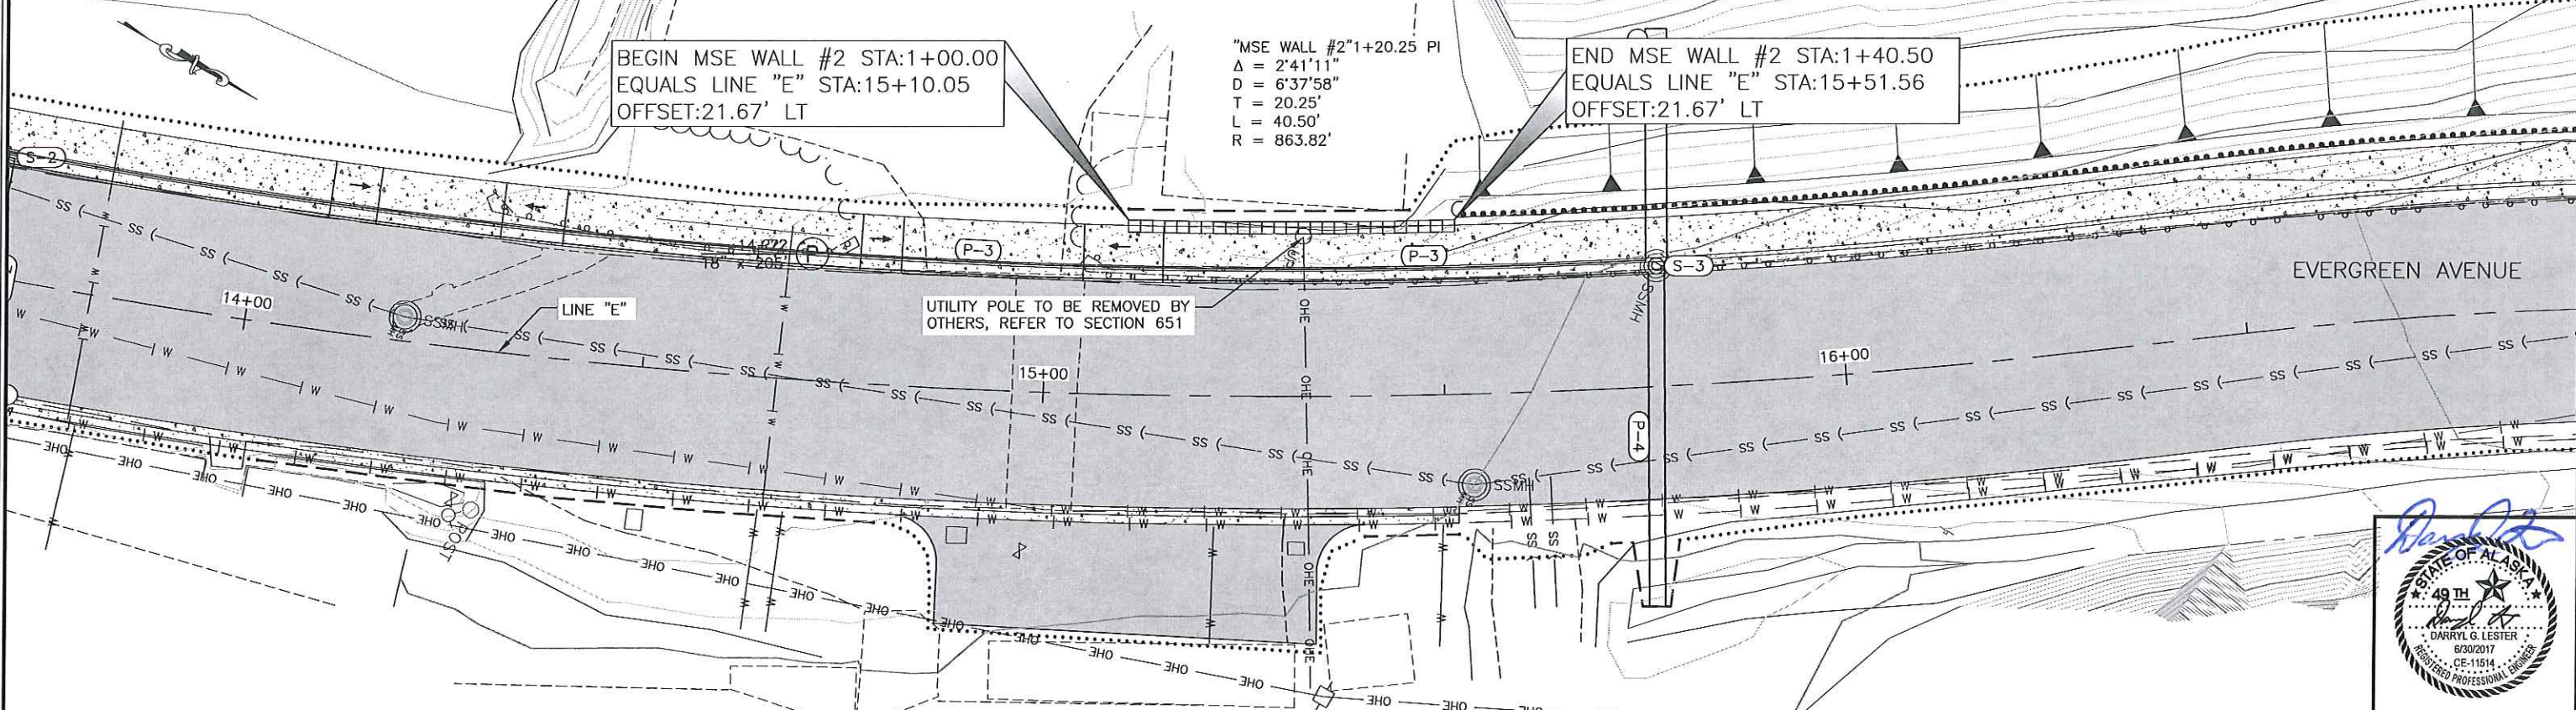 BEGIN MSE WALL #2 STA:1+00.00
EQUALS LINE "E" STA:15+10.05
OFFSET:21.67' LT
"MSE WALL #2"1+20.25 PI
Δ = 2°41'11"
D = 6°37'58"
T = 20.25'
L = 40.50'
R = 863.82'
END MSE WALL #2 STA:1+40.50
EQUALS LINE "E" STA:15+51.56
OFFSET:21.67' LT
S-2
P-3
P-3
S-3
EVERGREEN AVENUE
14+00
SSMH
LINE "E"
UTILITY POLE TO BE REMOVED BY
OTHERS, REFER TO SECTION 651
15+00
16+00
SSMH
P-4
SSMH
POST
STATE OF ALASKA
49 TH
DARRYL G. LESTER
6/30/2017
CE-11514
REGISTERED PROFESSIONAL ENGINEER